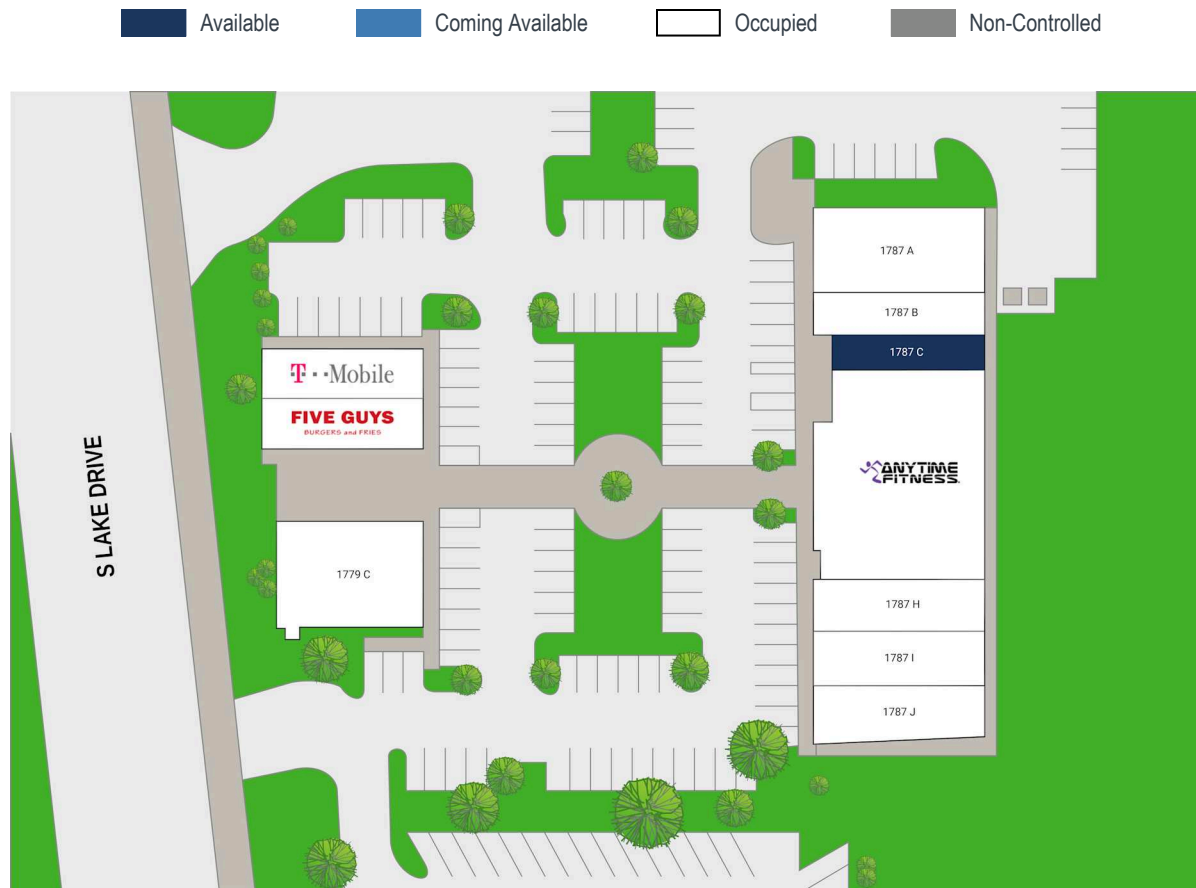 Available
Coming Available
Occupied
Non-Controlled
1787 A
1787 B
1787 C
T Mobile
FIVE GUYS
BURGERS and FRIES
ANYTIME
FITNESS.
S LAKE DRIVE
1779 C
1787 H
1787 I
1787 J